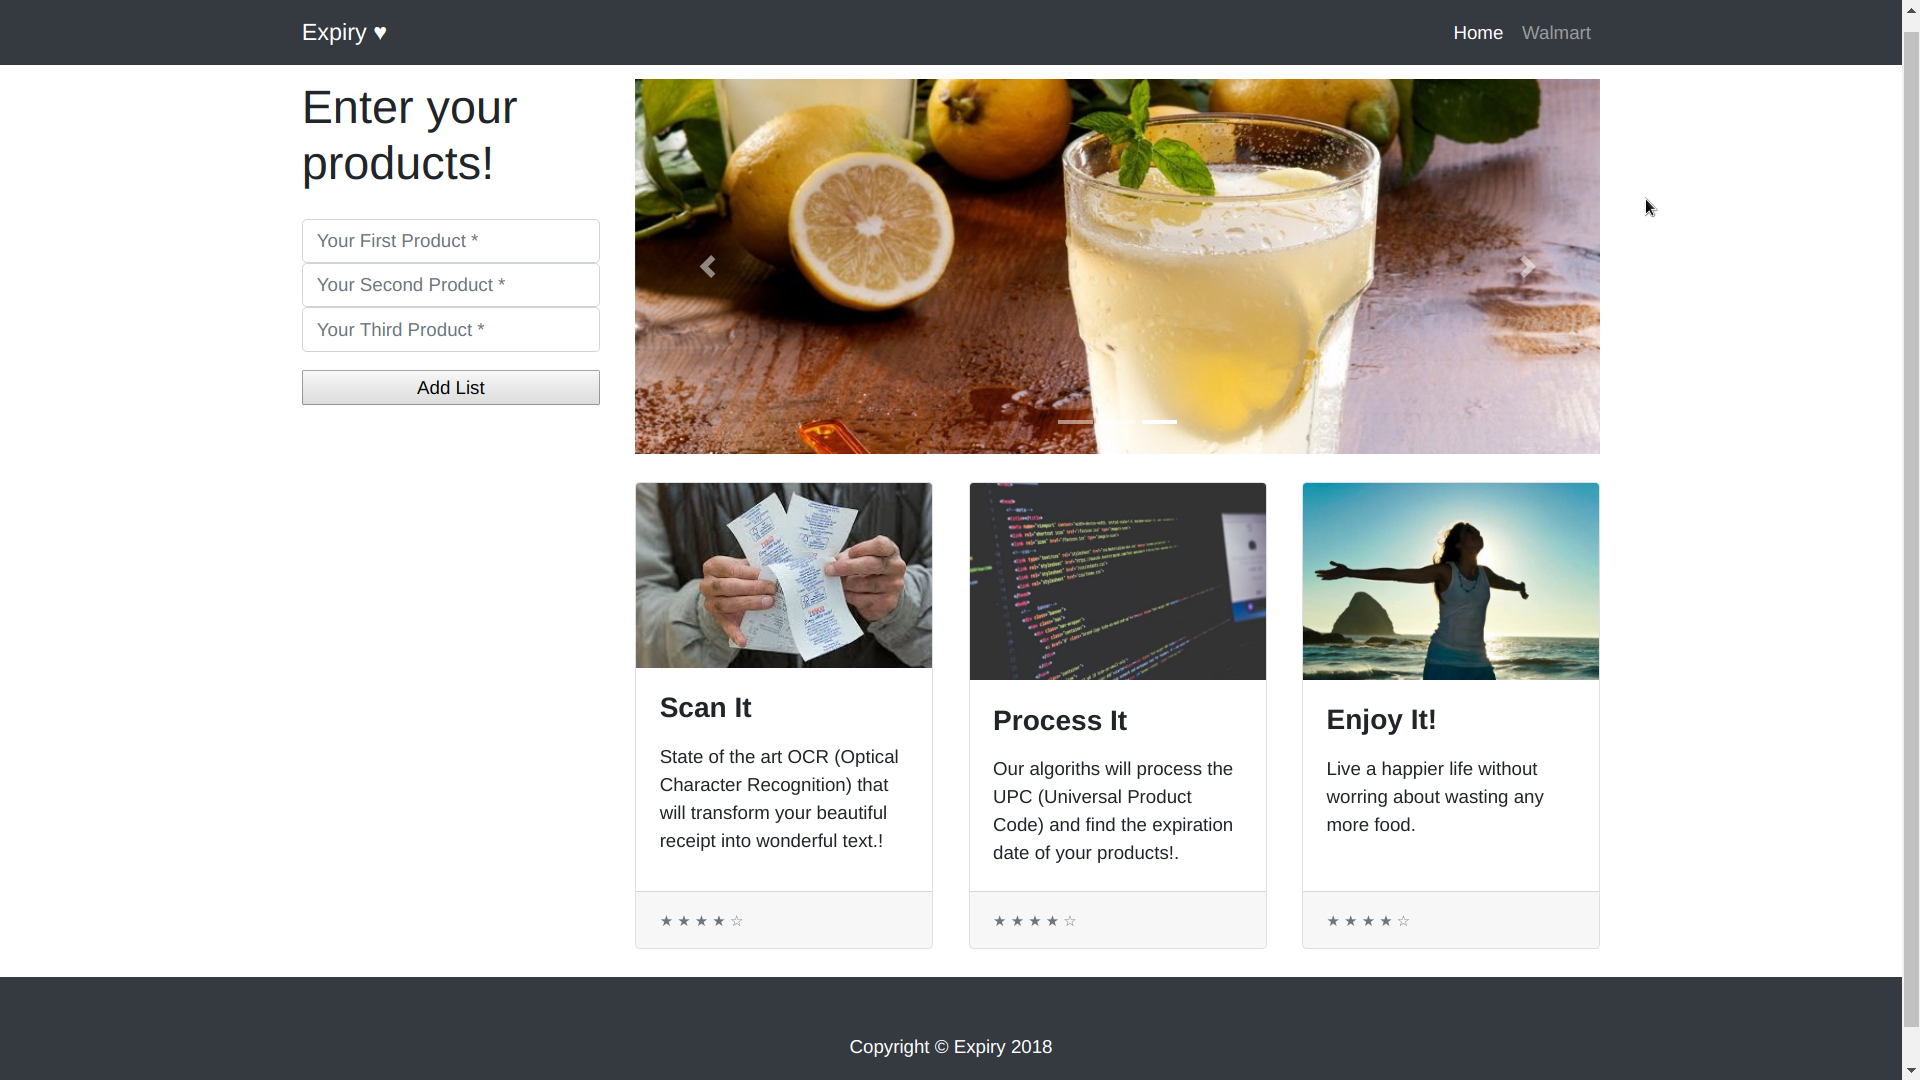 Expiry ♥
Home Walmart
Enter your
products!
Your First Product *
Your Second Product *
Your Third Product *
Add List
Scan It
State of the art OCR (Optical
Character Recognition) that
will transform your beautiful
receipt into wonderful text.!
★ ★ ★ ★ ☆
Process It
Our algoriths will process the
UPC (Universal Product
Code) and find the expiration
date of your products!.
★ ★ ★ ★ ☆
Enjoy It!
Live a happier life without
worring about wasting any
more food.
★ ★ ★ ★ ☆
Copyright © Expiry 2018